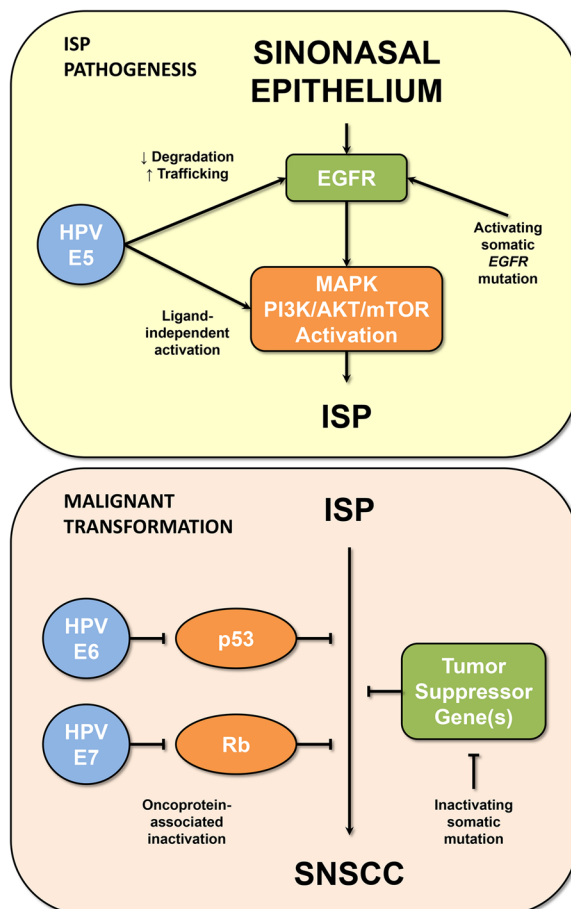 ISP
PATHOGENESIS
SINONASAL
EPITHELIUM
↓ Degradation
↑ Trafficking
EGFR
HPV
E5
Activating
somatic
EGFR
mutation
MAPK
PI3K/AKT/mTOR
Activation
Ligand-
independent
activation
ISP
MALIGNANT
TRANSFORMATION
ISP
HPV
E6
p53
Tumor
Suppressor
Gene(s)
HPV
E7
Rb
Oncoprotein-
associated
inactivation
Inactivating
somatic
mutation
SNSCC